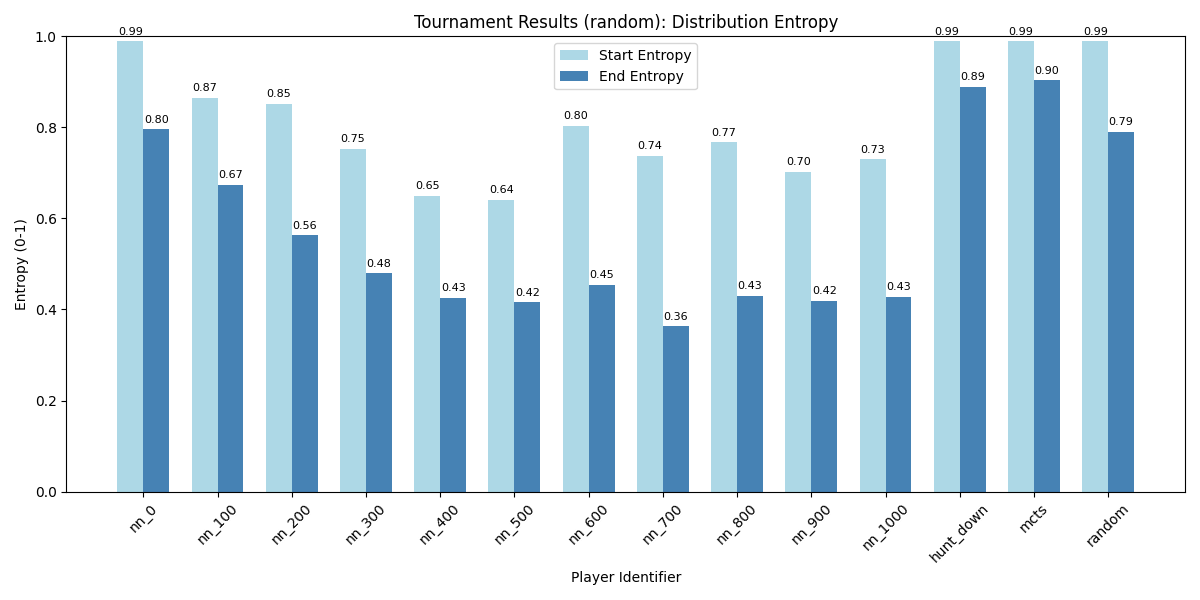 Tournament Results (random): Distribution Entropy
Start Entropy
End Entropy
Entropy (0-1)
1.0
0.8
0.6
0.4
0.2
0.0
0.99
0.80
0.87
0.67
0.85
0.56
0.75
0.48
0.65
0.43
0.64
0.42
0.80
0.45
0.74
0.36
0.77
0.43
0.70
0.42
0.73
0.43
0.99
0.89
0.99
0.90
0.99
0.79
nn_0
nn_100
nn_200
nn_300
nn_400
nn_500
nn_600
nn_700
nn_800
nn_900
nn_1000
hunt_down
mcts
random
Player Identifier